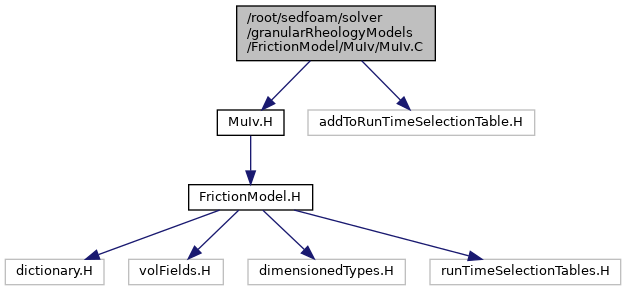 /root/sedfoam/solver
/granularRheologyModels
/FrictionModel/MuIv/MuIv.C
MuIv.H
addToRunTimeSelectionTable.H
FrictionModel.H
dictionary.H
volFields.H
dimensionedTypes.H
runTimeSelectionTables.H